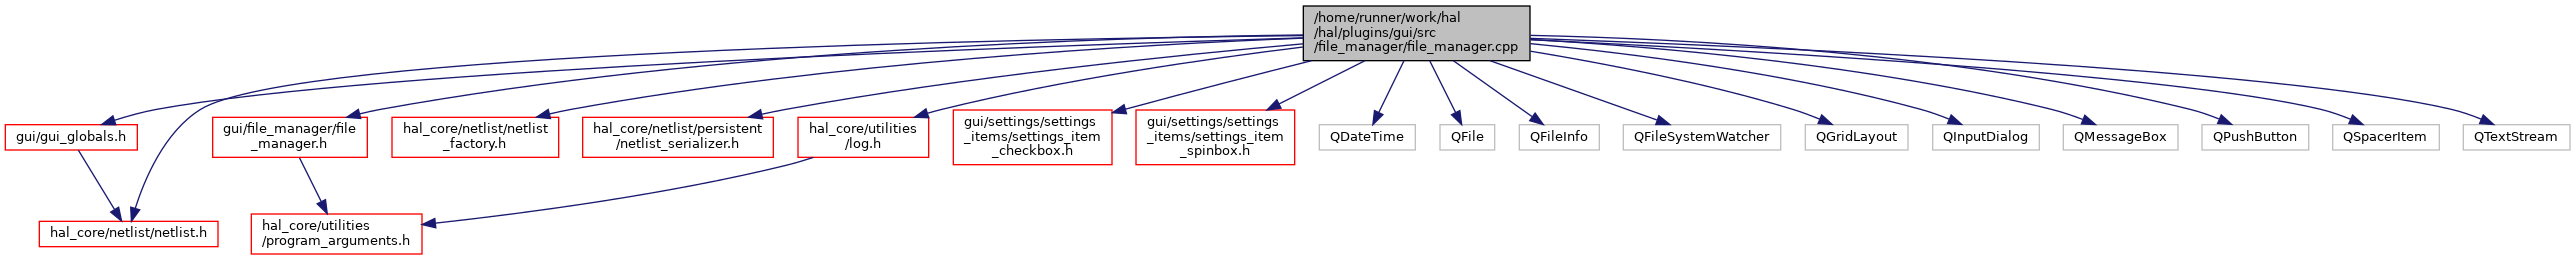 /home/runner/work/hal
/hal/plugins/gui/src
/file_manager/file_manager.cpp
gui/gui_globals.h
gui/file_manager/file
_manager.h
hal_core/netlist/netlist
_factory.h
hal_core/netlist/persistent
/netlist_serializer.h
hal_core/utilities
/log.h
gui/settings/settings
_items/settings_item
_checkbox.h
gui/settings/settings
_items/settings_item
_spinbox.h
QDateTime
QFile
QFileInfo
QFileSystemWatcher
QGridLayout
QInputDialog
QMessageBox
QPushButton
QSpacerItem
QTextStream
hal_core/netlist/netlist.h
hal_core/utilities
/program_arguments.h